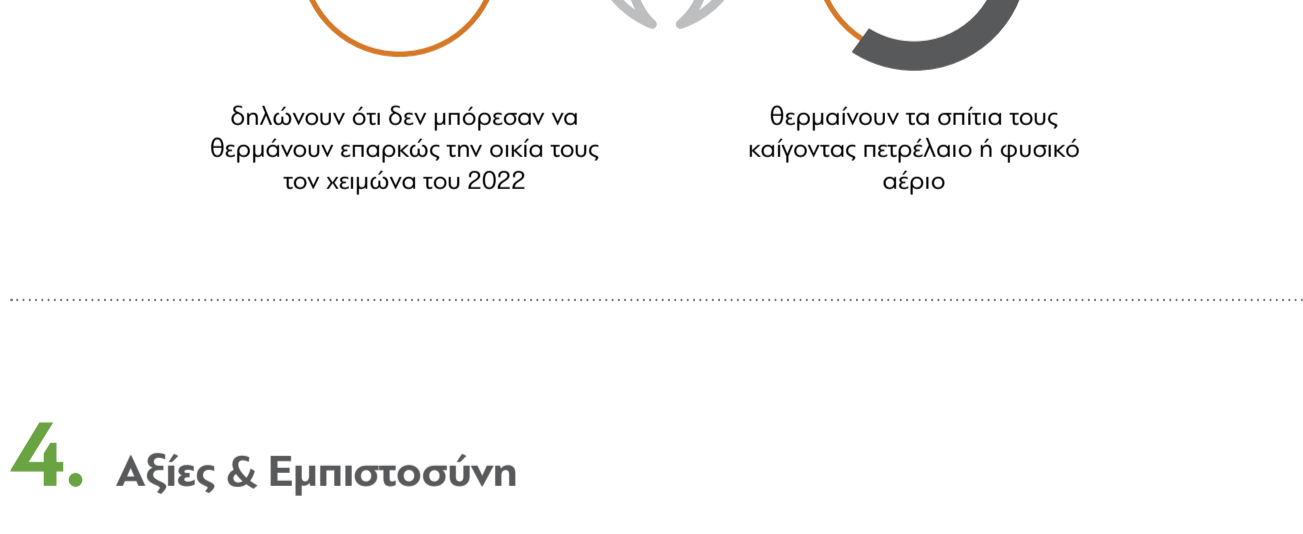 δηλώνουν ότι δεν μπόρεσαν να
θερμάνουν επαρκώς την οικία τους
τον χειμώνα του 2022
θερμαίνουν τα σπίτια τους
καίγοντας πετρέλαιο ή φυσικό
αέριο
4. Αξίες & Εμπιστοσύνη